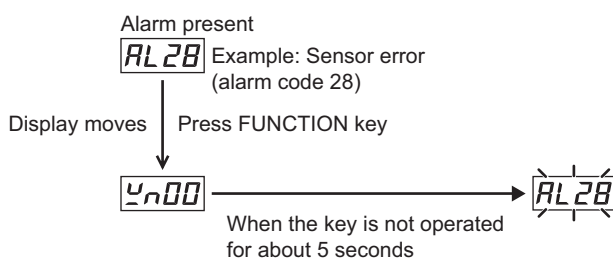 Alarm present
AL28 Example: Sensor error
(alarm code 28)
Display moves Press FUNCTION key
Yn00 AL28
When the key is not operated
for about 5 seconds